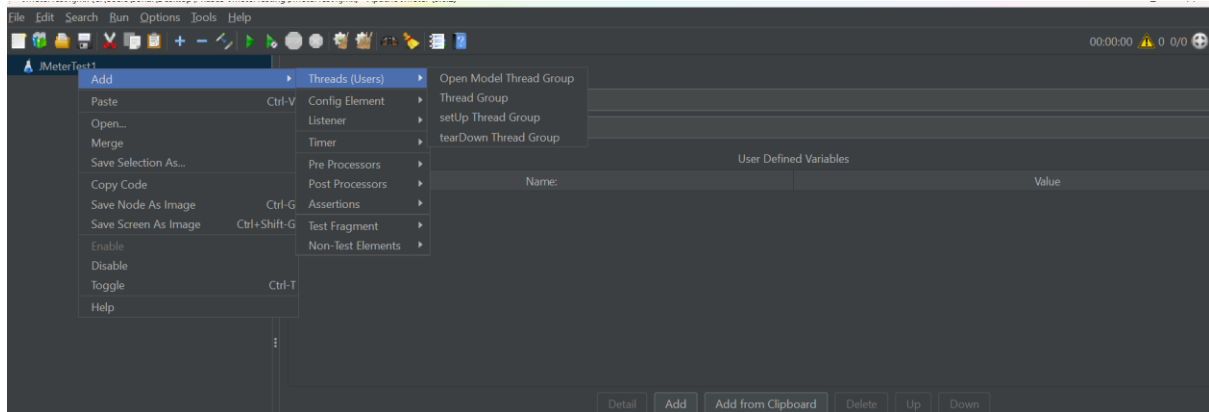 File Edit Search Run Options Tools Help
00:00:00 0 0/0
JMeterTest1
Add
Paste Ctrl-V
Open...
Merge
Save Selection As...
Copy Code
Save Node As Image Ctrl-G
Save Screen As Image Ctrl+Shift-G
Enable
Disable
Toggle Ctrl-T
Help
Threads (Users)
Config Element
Listener
Timer
Pre Processors
Post Processors
Assertions
Test Fragment
Non-Test Elements
Open Model Thread Group
Thread Group
setUp Thread Group
tearDown Thread Group
User Defined Variables
Name: Value
Detail Add Add from Clipboard Delete Up Down